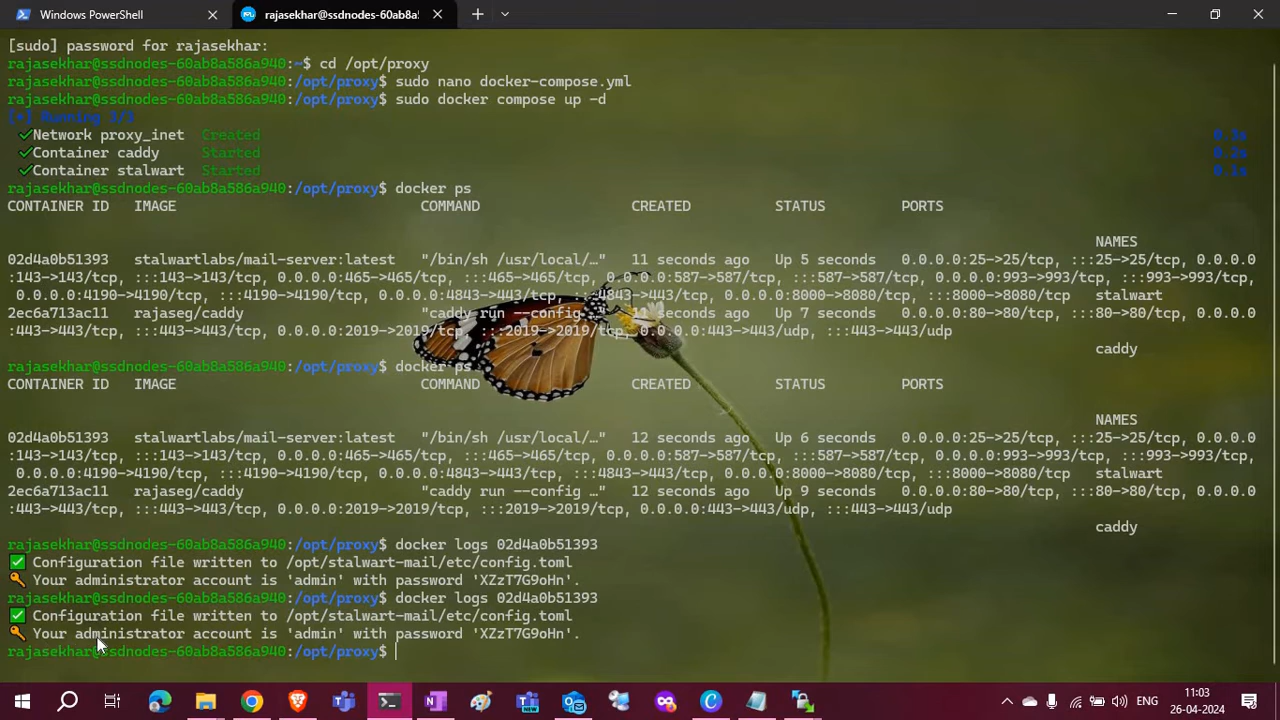 Windows PowerShell
rajasekhar@ssdnodes-60ab8a586a940:
[sudo] password for rajasekhar:
rajasekhar@ssdnodes-60ab8a586a940:~$ cd /opt/proxy
rajasekhar@ssdnodes-60ab8a586a940:/opt/proxy$ sudo nano docker-compose.yml
rajasekhar@ssdnodes-60ab8a586a940:/opt/proxy$ sudo docker compose up -d
[+] Running 3/3
✓Network proxy_inet Created 0.3s
✓Container caddy Started 0.2s
✓Container stalwart Started
rajasekhar@ssdnodes-60ab8a586a940:/opt/proxy$ docker ps
CONTAINER ID IMAGE COMMAND CREATED STATUS PORTS
NAMES
02d4a0b51393 stalwartlabs/mail-server:latest "/bin/sh /usr/local/…" 11 seconds ago Up 5 seconds 0.0.0.0:25->25/tcp, :::25->25/tcp, 0.0.0.0
:143->143/tcp, :::143->143/tcp, 0.0.0.0:465->465/tcp, :::465->465/tcp, 0.0.0.0:587->587/tcp, :::587->587/tcp, 0.0.0.0:993->993/tcp, :::993->993/tcp,
0.0.0.0:4190->4190/tcp, :::4190->4190/tcp, 0.0.0.0:4843->443/tcp, :::4843->443/tcp, 0.0.0.0:8000->8080/tcp, :::8000->8080/tcp stalwart
2ec6a713ac11 rajaseg/caddy "caddy run --config …" 11 seconds ago Up 7 seconds 0.0.0.0:80->80/tcp, :::80->80/tcp, 0.0.0.0
:443->443/tcp, :::443->443/tcp, 0.0.0.0:2019->2019/tcp, :::2019->2019/tcp, 0.0.0.0:443->443/udp, :::443->443/udp
caddy
rajasekhar@ssdnodes-60ab8a586a940:/opt/proxy$ docker ps
CONTAINER ID IMAGE COMMAND CREATED STATUS PORTS
NAMES
02d4a0b51393 stalwartlabs/mail-server:latest "/bin/sh /usr/local/…" 12 seconds ago Up 6 seconds 0.0.0.0:25->25/tcp, :::25->25/tcp, 0.0.0.0
:143->143/tcp, :::143->143/tcp, 0.0.0.0:465->465/tcp, :::465->465/tcp, 0.0.0.0:587->587/tcp, :::587->587/tcp, 0.0.0.0:993->993/tcp, :::993->993/tcp,
0.0.0.0:4190->4190/tcp, :::4190->4190/tcp, 0.0.0.0:4843->443/tcp, :::4843->443/tcp, 0.0.0.0:8000->8080/tcp, :::8000->8080/tcp stalwart
2ec6a713ac11 rajaseg/caddy "caddy run --config …" 12 seconds ago Up 9 seconds 0.0.0.0:80->80/tcp, :::80->80/tcp, 0.0.0.0
:443->443/tcp, :::443->443/tcp, 0.0.0.0:2019->2019/tcp, :::2019->2019/tcp, 0.0.0.0:443->443/udp, :::443->443/udp
caddy
rajasekhar@ssdnodes-60ab8a586a940:/opt/proxy$ docker logs 02d4a0b51393
✅ Configuration file written to /opt/stalwart-mail/etc/config.toml
🔑 Your administrator account is 'admin' with password 'XZzT7G9oHn'.
rajasekhar@ssdnodes-60ab8a586a940:/opt/proxy$ docker logs 02d4a0b51393
✅ Configuration file written to /opt/stalwart-mail/etc/config.toml
🔑 Your administrator account is 'admin' with password 'XZzT7G9oHn'.
rajasekhar@ssdnodes-60ab8a586a940:/opt/proxy$
ENG
11:03
26-04-2024